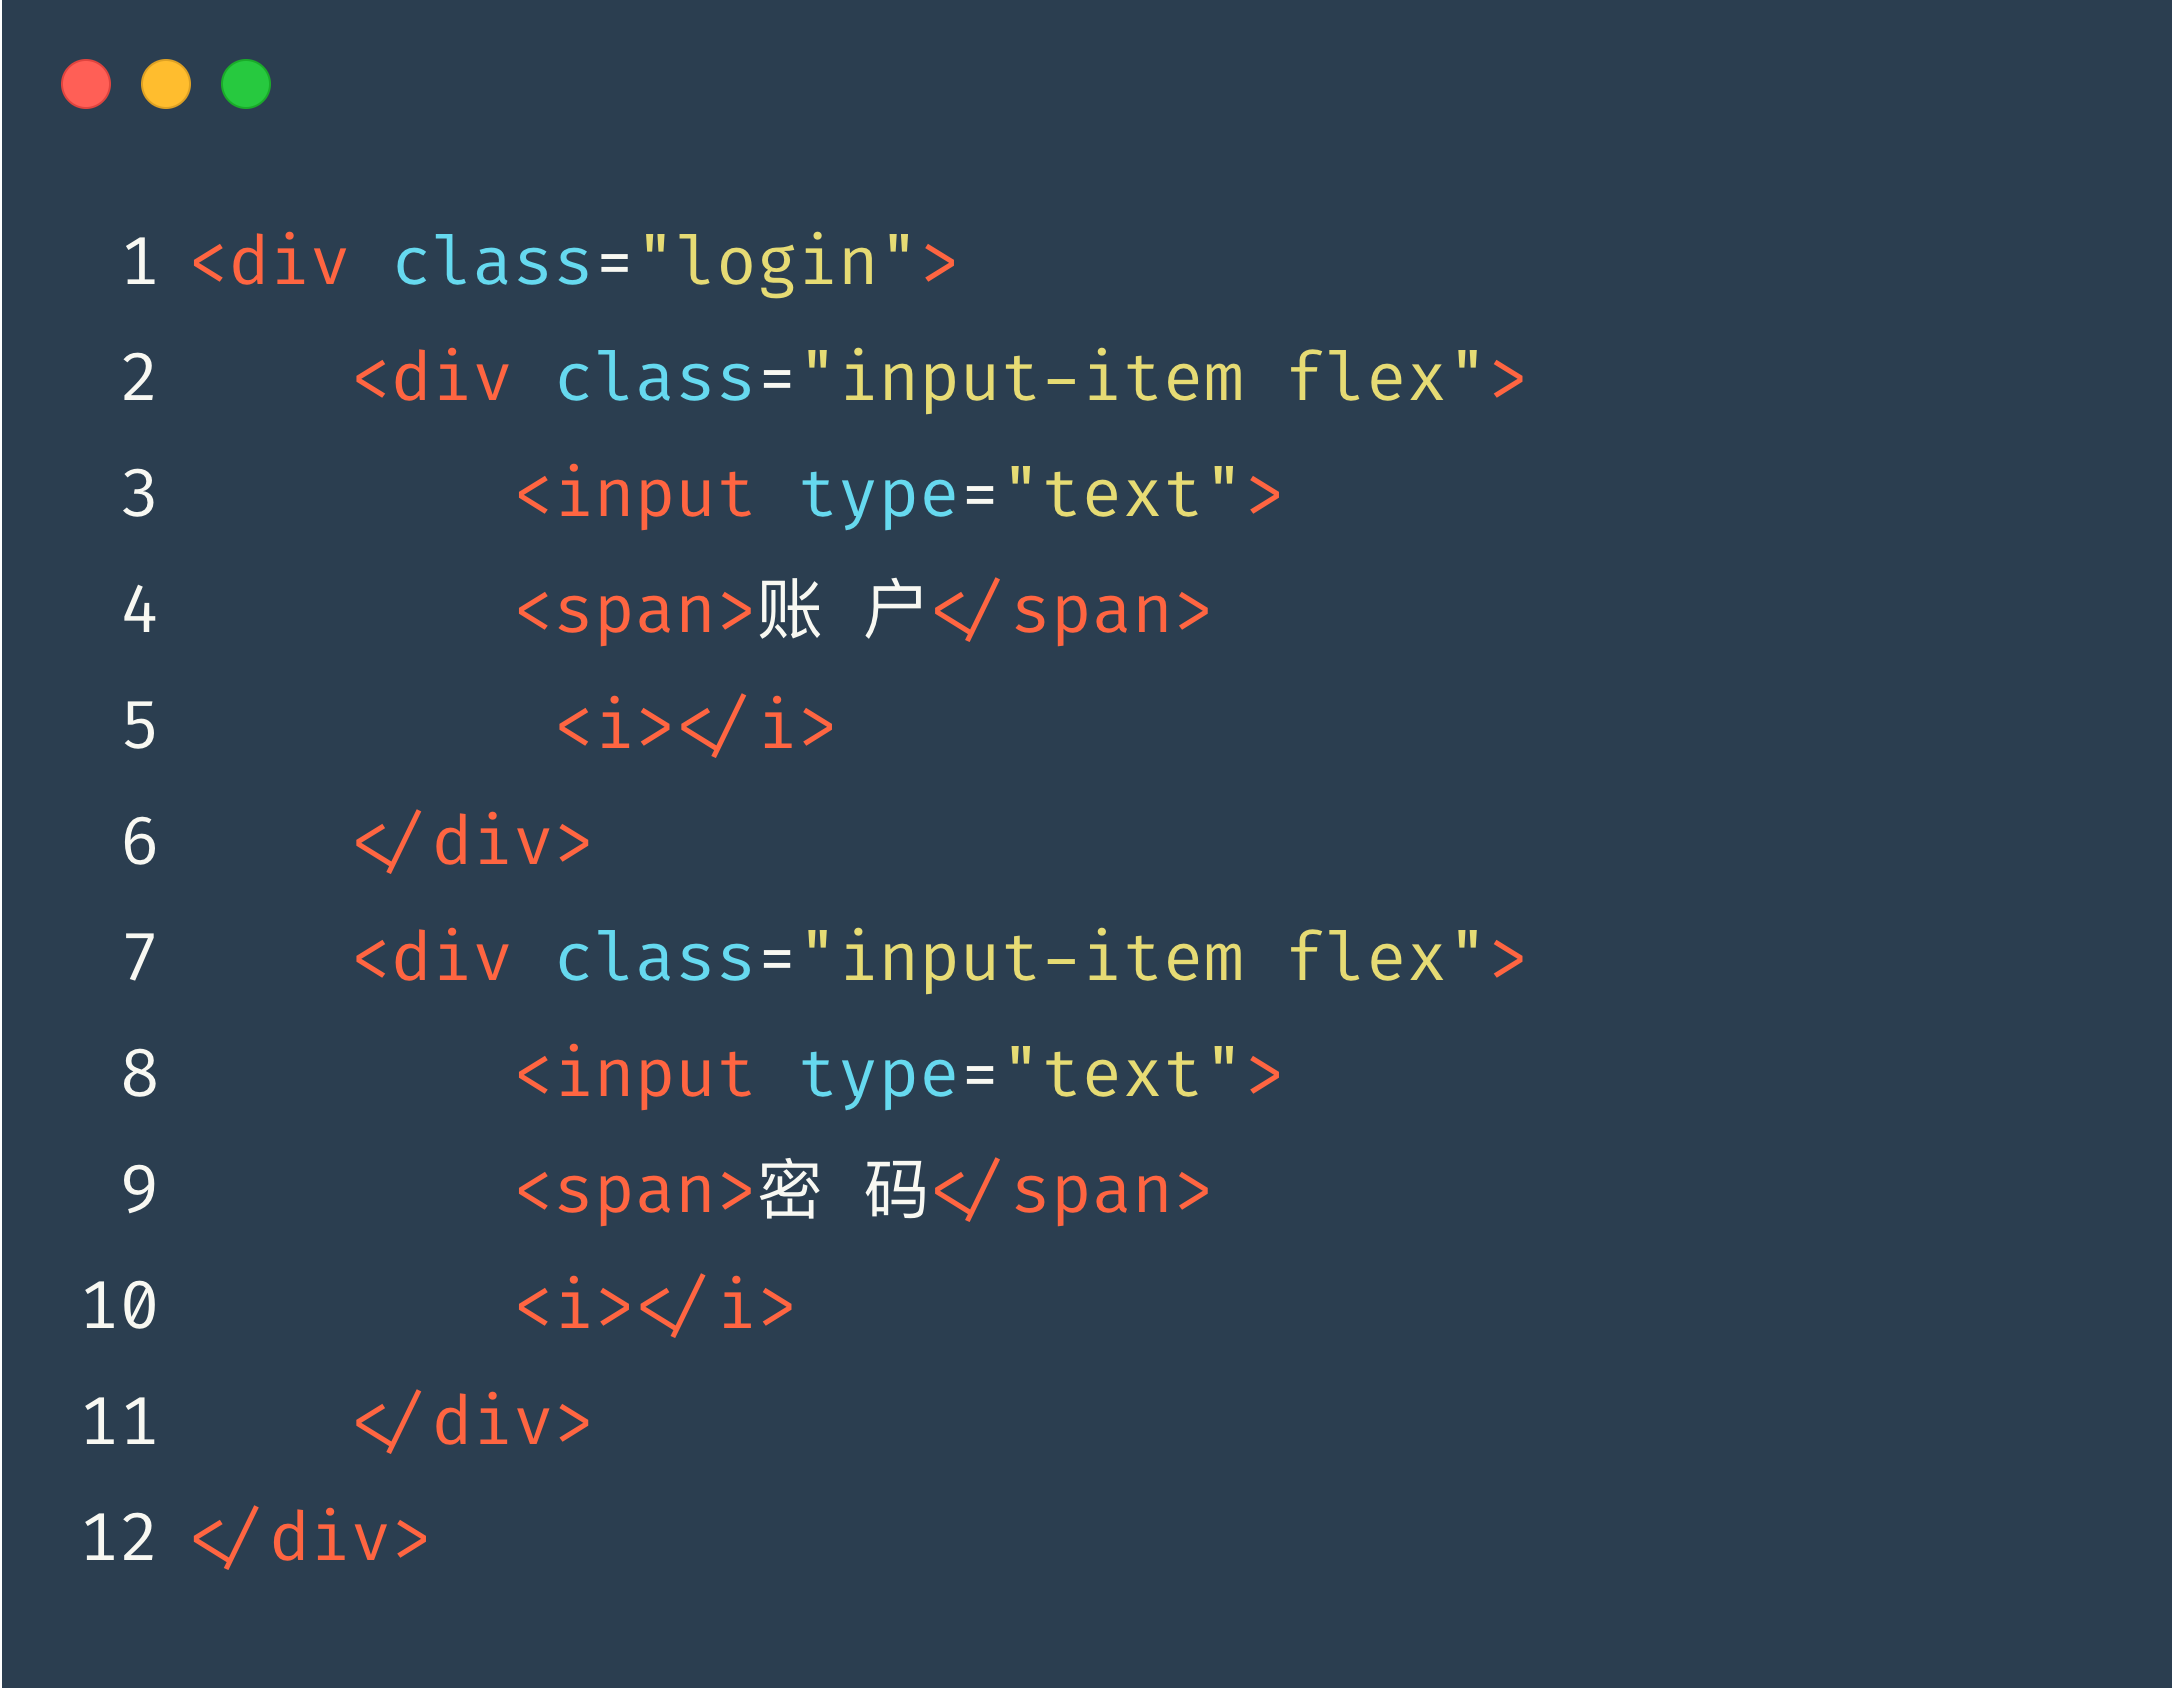 1 <div class="login">
2     <div class="input-item flex">
3         <input type="text">
4         <span>账 户</span>
5          <i></i>
6     </div>
7     <div class="input-item flex">
8         <input type="text">
9         <span>密 码</span>
10         <i></i>
11     </div>
12 </div>